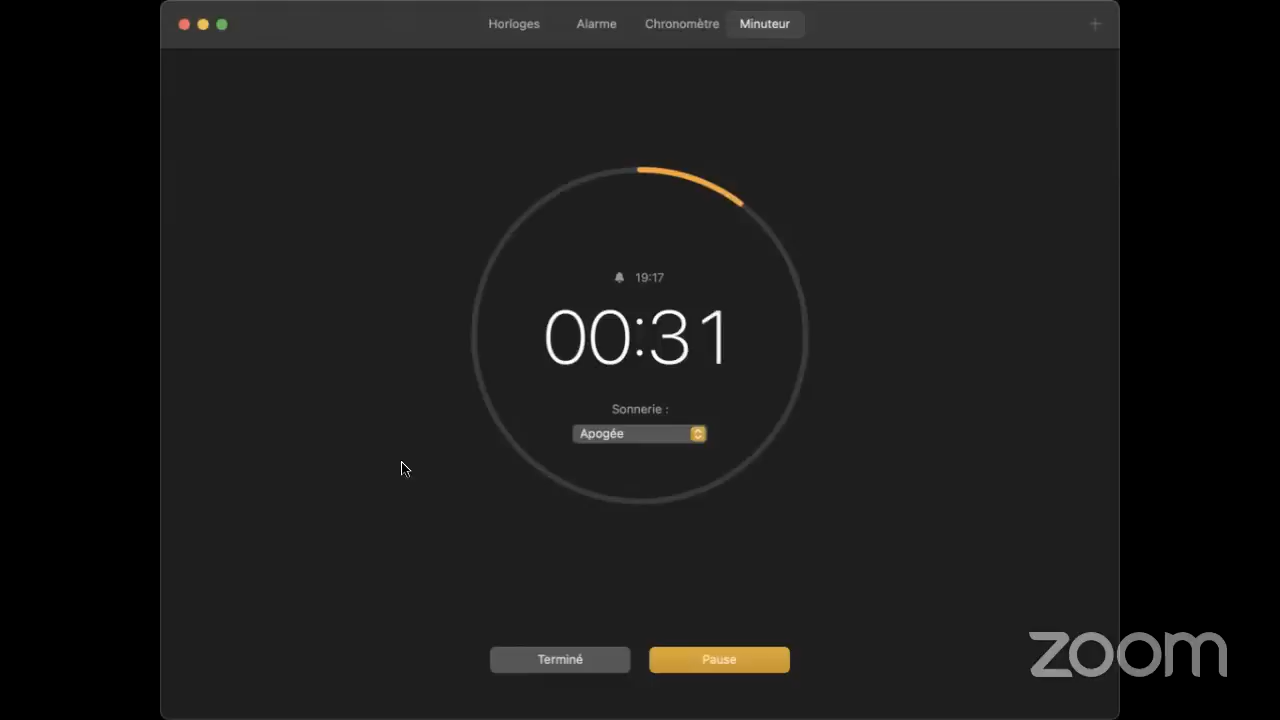 Horloges Alarme Chronomètre Minuteur
19:17
00:31
Sonnerie :
Apogée
Terminé Pause
zoom